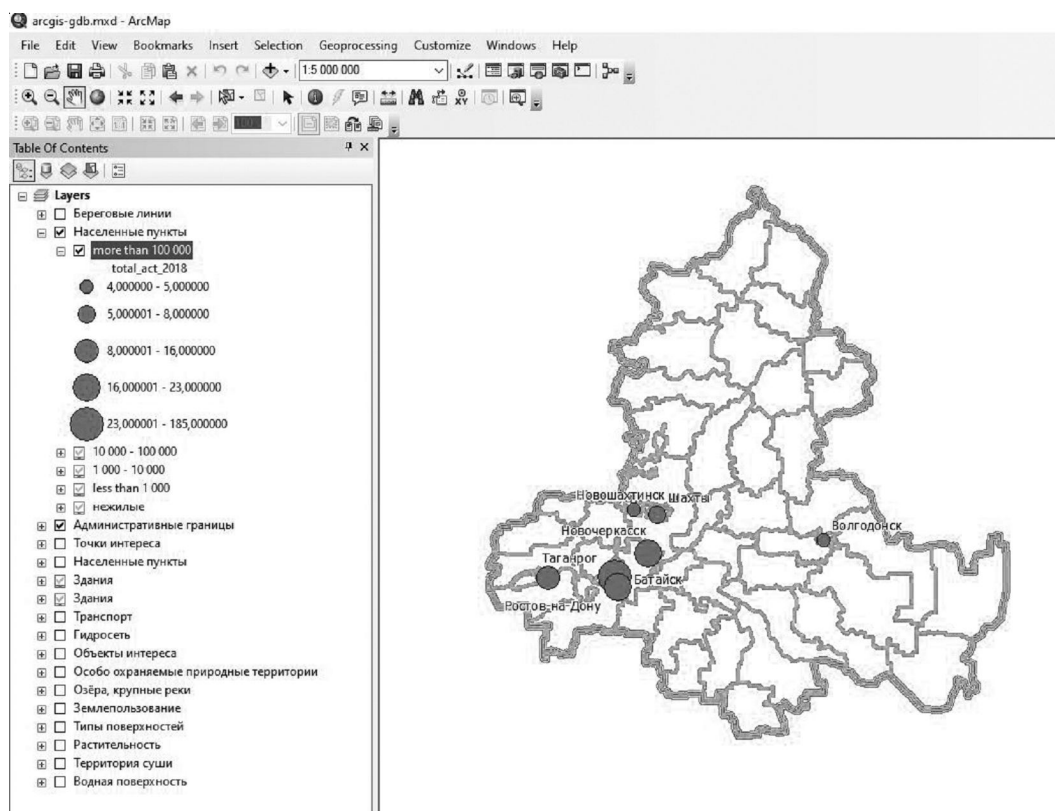 arcgis-gdb.mxd - ArcMap
File Edit View Bookmarks Insert Selection Geoprocessing Customize Windows Help
1:5 000 000
Table Of Contents
Layers
Береговые линии
Населенные пункты
more than 100 000
total_act_2018
4,000000 - 5,000000
5,000001 - 8,000000
8,000001 - 16,000000
16,000001 - 23,000000
23,000001 - 185,000000
10 000 - 100 000
1 000 - 10 000
less than 1 000
нежилые
Административные границы
Точки интереса
Населенные пункты
Здания
Здания
Транспорт
Гидросеть
Объекты интереса
Особо охраняемые природные территории
Озёра, крупные реки
Землепользование
Типы поверхностей
Растительность
Территория суши
Водная поверхность
Новошахтинск Шахты
Новочеркасск
Волгодонск
Таганрог
Батайск
Ростов-на-Дону